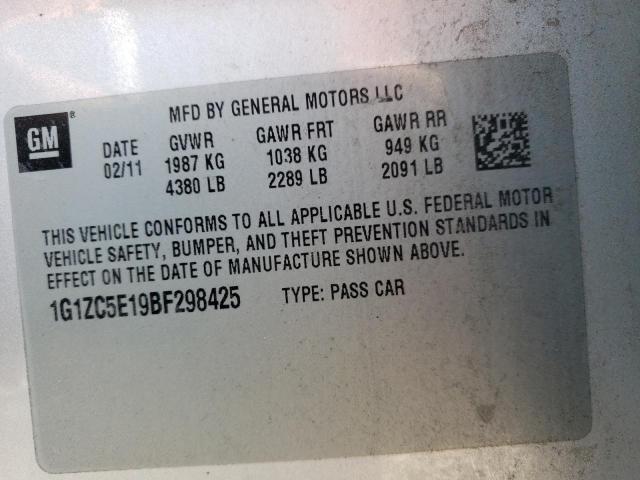 MFD BY GENERAL MOTORS LLC
GM®
DATE GVWR GAWR FRT GAWR RR
02/11 1987 KG 1038 KG 949 KG
4380 LB 2289 LB 2091 LB
THIS VEHICLE CONFORMS TO ALL APPLICABLE U.S. FEDERAL MOTOR
VEHICLE SAFETY, BUMPER, AND THEFT PREVENTION STANDARDS IN
EFFECT ON THE DATE OF MANUFACTURE SHOWN ABOVE.
1G1ZC5E19BF298425 TYPE: PASS CAR